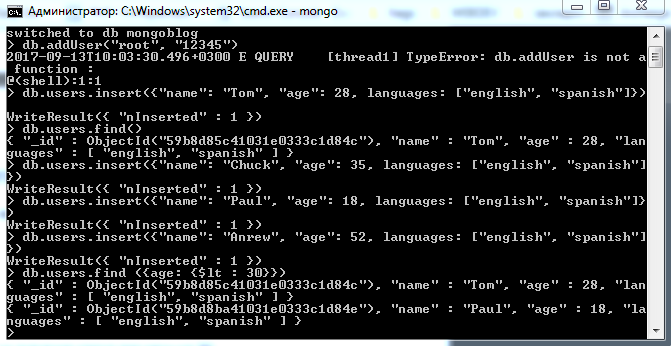 Администратор: C:\Windows\system32\cmd.exe - mongo
switched to db mongoblog
> db.addUser("root", "12345")
2017-09-13T10:03:30.496+0300 E QUERY    [thread1] TypeError: db.addUser is not a
 function :
@(shell):1:1
> db.users.insert({"name": "Tom", "age": 28, languages: ["english", "spanish"]})
WriteResult({ "nInserted" : 1 })
> db.users.find()
{ "_id" : ObjectId("59b8d85c41031e0333c1d84c"), "name" : "Tom", "age" : 28, "lan
guages" : [ "english", "spanish" ] }
> db.users.insert({"name": "Chuck", "age": 35, languages: ["english", "spanish"]
})
WriteResult({ "nInserted" : 1 })
> db.users.insert({"name": "Paul", "age": 18, languages: ["english", "spanish"]}
WriteResult({ "nInserted" : 1 })
> db.users.insert({"name": "Anrew", "age": 52, languages: ["english", "spanish"]
})
WriteResult({ "nInserted" : 1 })
> db.users.find ({age: {$lt : 30}})
{ "_id" : ObjectId("59b8d85c41031e0333c1d84c"), "name" : "Tom", "age" : 28, "lan
guages" : [ "english", "spanish" ] }
{ "_id" : ObjectId("59b8d8ba41031e0333c1d84e"), "name" : "Paul", "age" : 18, "la
nguages" : [ "english", "spanish" ] }
>